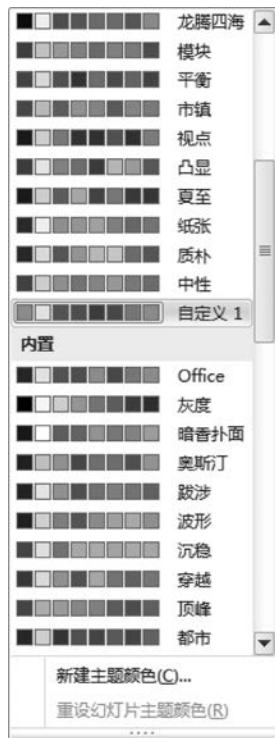 龙腾四海
模块
平衡
市镇
视点
凸显
夏至
纸张
质朴
中性
自定义 1
内置
Office
灰度
暗香扑面
奥斯汀
跋涉
波形
沉稳
穿越
顶峰
都市
新建主题颜色(C)...
重设幻灯片主题颜色(R)